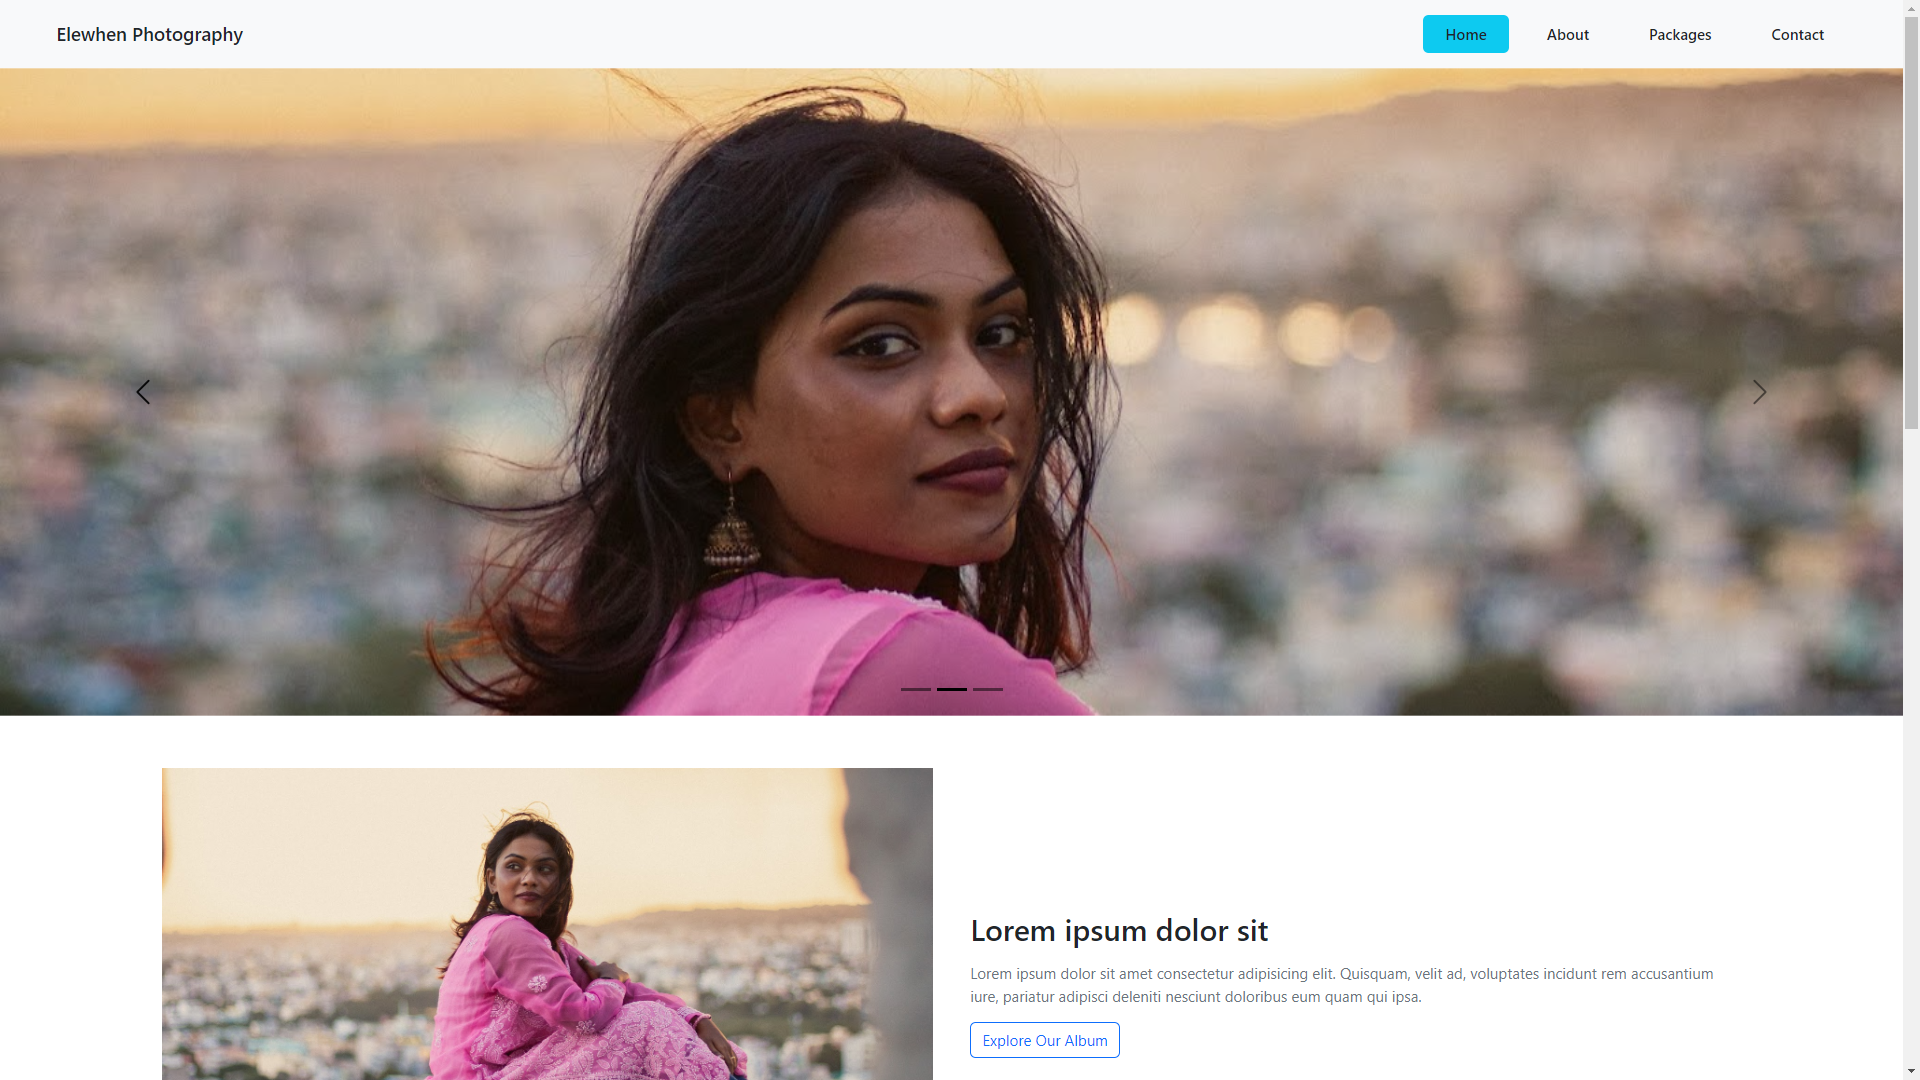 Elewhen Photography
Home
About
Packages
Contact
Lorem ipsum dolor sit
Lorem ipsum dolor sit amet consectetur adipisicing elit. Quisquam, velit ad, voluptates incidunt rem accusantium
iure, pariatur adipisci deleniti nesciunt doloribus eum quam qui ipsa.
Explore Our Album